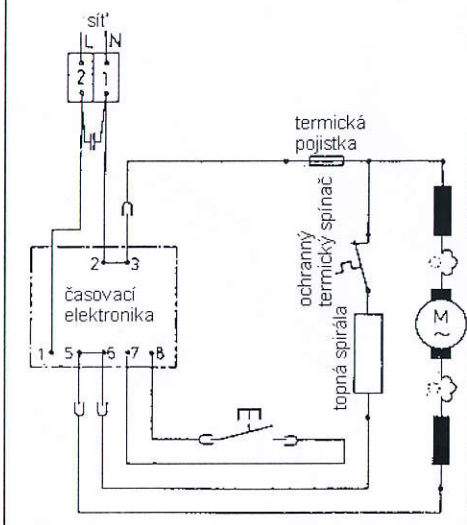 síť
L N
2 1
termická
pojistka
ochranný
termický spínač
2 3
časovací
elektronika
M
~
topná spirála
1 5 6 7 8